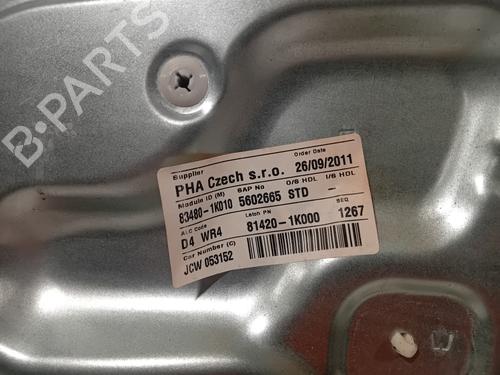 B-PARTS
Supplier Order Date
PHA Czech s.r.o. 26/09/2011
Module ID (M) SAP No O/S HDL I/S HDL
83480-1K010 5602665 STD -
ALC Code Latch PN SEQ
D4 WR4 81420-1K000 1267
Car Number (C)
JCW 053152
W